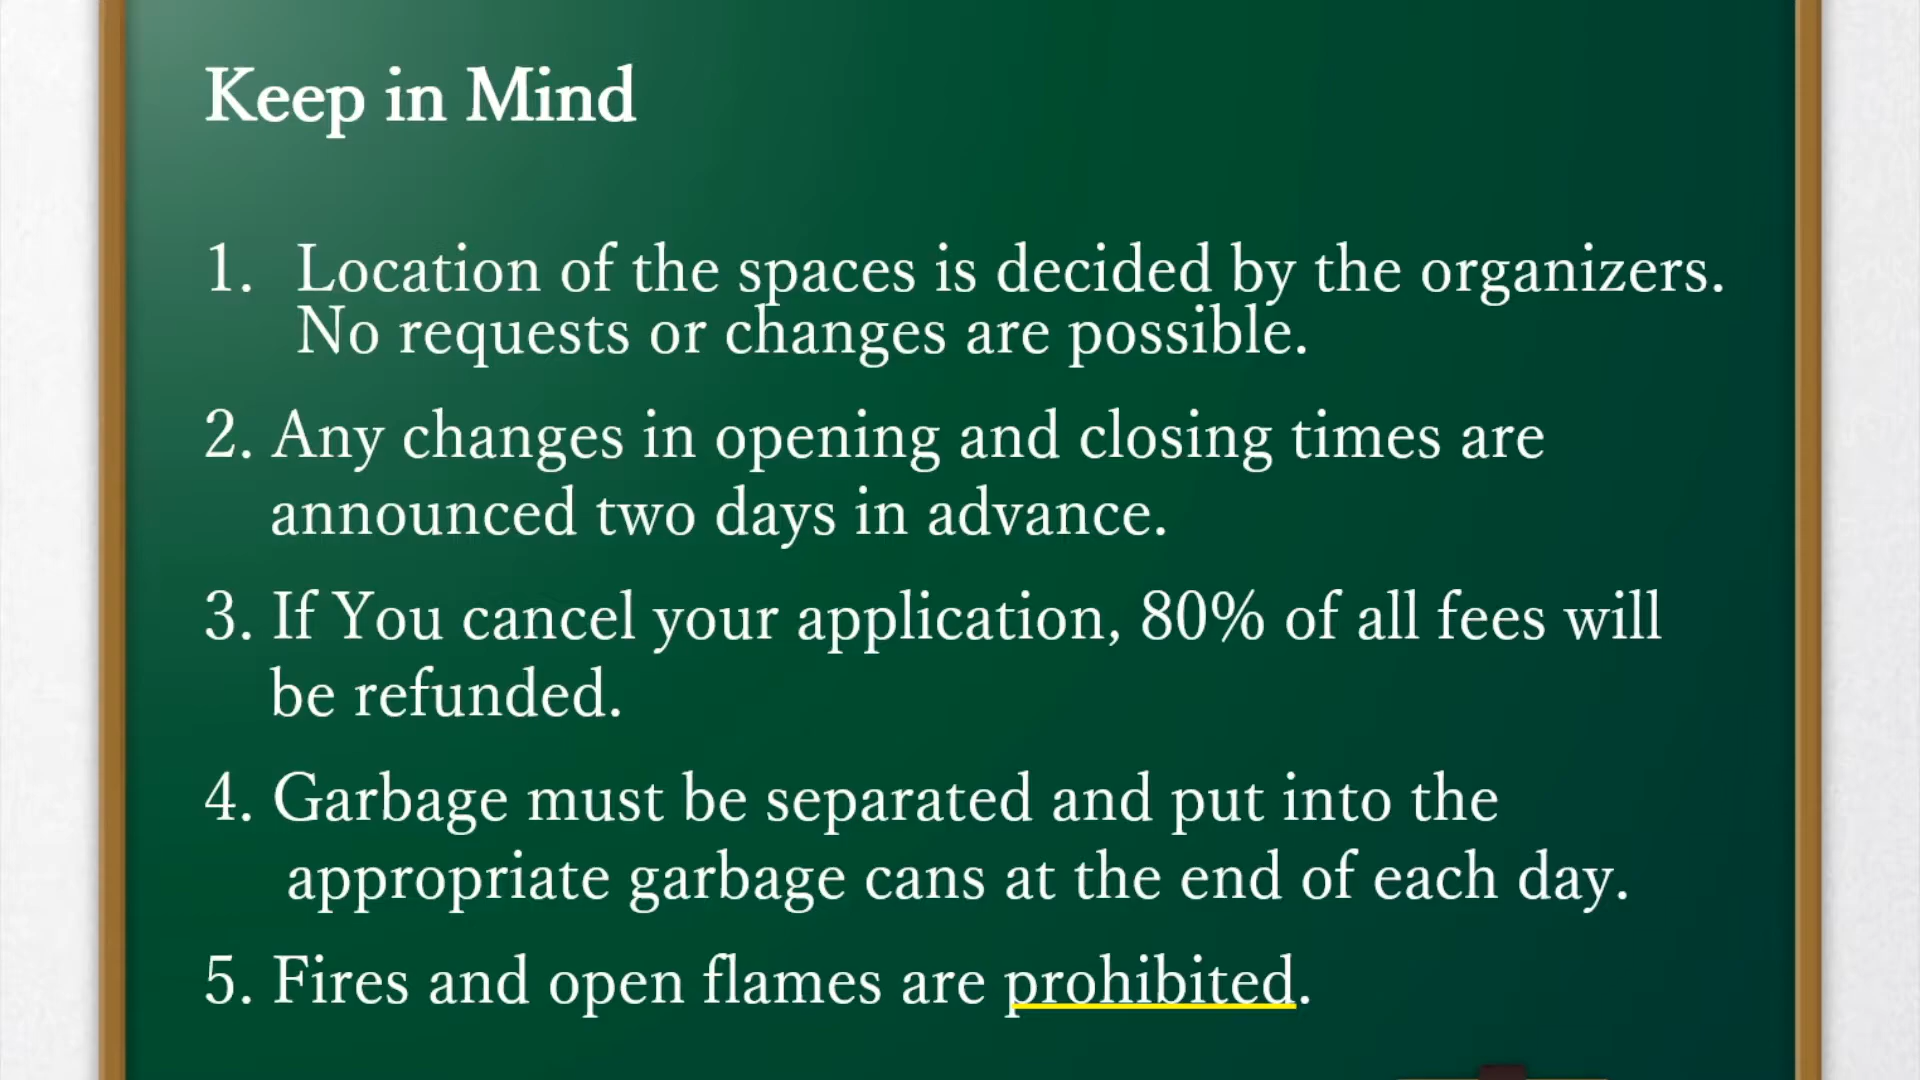 Keep in Mind
1. Location of the spaces is decided by the organizers.
No requests or changes are possible.
2. Any changes in opening and closing times are
announced two days in advance.
3. If You cancel your application, 80% of all fees will
be refunded.
4. Garbage must be separated and put into the
appropriate garbage cans at the end of each day.
5. Fires and open flames are prohibited.